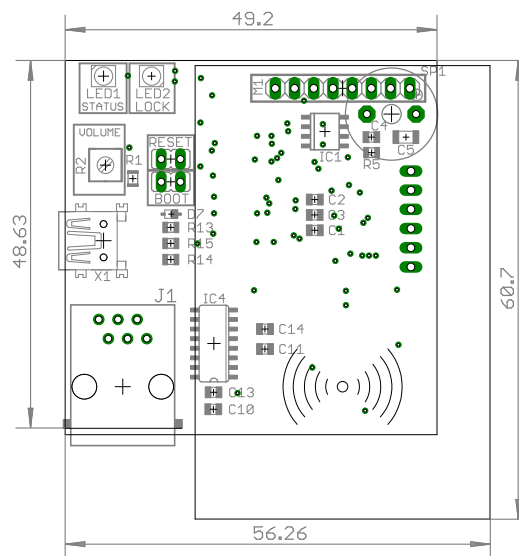 49.2
SP1
M1
LED1
STATUS
LED2
LOCK
VOLUME
R2
R1
RESET
BOOT
IC1
C4
R5
C5
48.63
D7
R13
R15
R14
C2
C3
C1
X1
60.7
J1
IC4
C14
C11
C13
C10
56.26